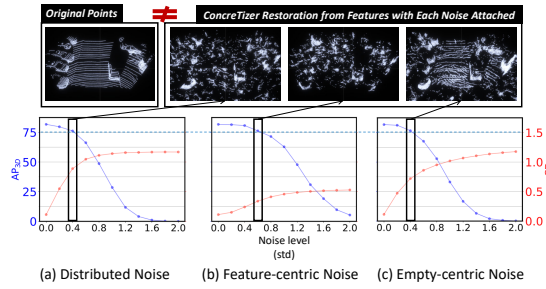 Original Points
≠
ConcreTizer Restoration from Features with Each Noise Attached
AP30
75
50
25
0
0.0 0.4 0.8 1.2 1.6 2.0
0.0 0.4 0.8 1.2 1.6 2.0
0.0 0.4 0.8 1.2 1.6 2.0
1.5
1.0
0.5
0.0
Noise level
(std)
(a) Distributed Noise
(b) Feature-centric Noise
(c) Empty-centric Noise